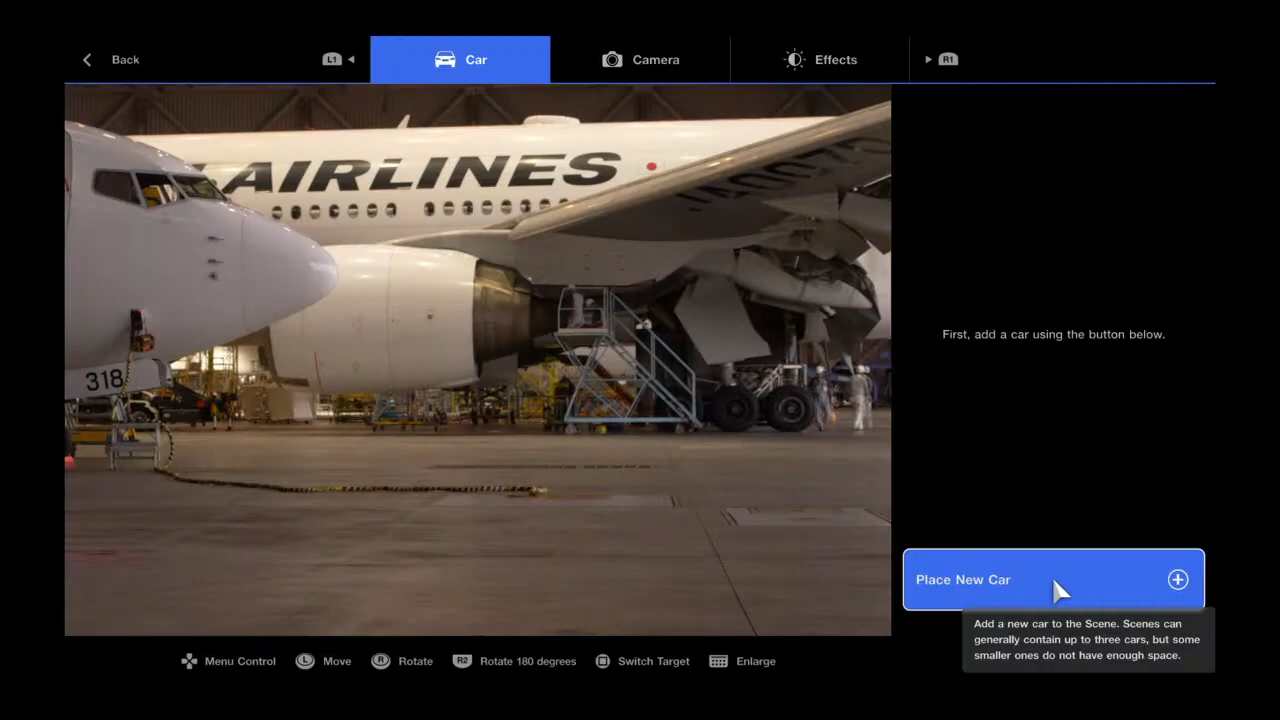 Back
L1
Car
Camera
Effects
R1
AIRLINES
318
First, add a car using the button below.
Place New Car
Add a new car to the Scene. Scenes can
generally contain up to three cars, but some
smaller ones do not have enough space.
Menu Control
L Move
R Rotate
R2 Rotate 180 degrees
Switch Target
Enlarge